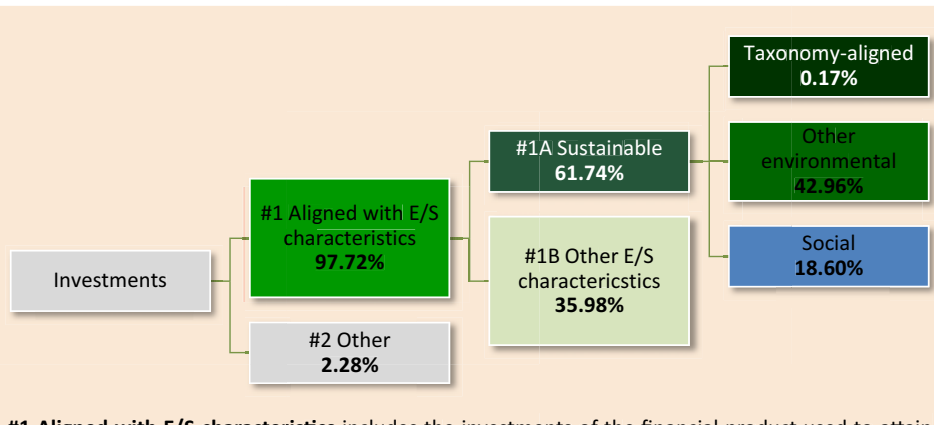 Taxonomy-aligned
0.17%
#1A Sustainable
61.74%
Other
environmental
42.96%
#1 Aligned with E/S
characteristics
97.72%
Social
18.60%
#1B Other E/S
charactericstics
35.98%
Investments
#2 Other
2.28%
#1 Aligned with E/S characteristics includes the investments of the financial product used to attain